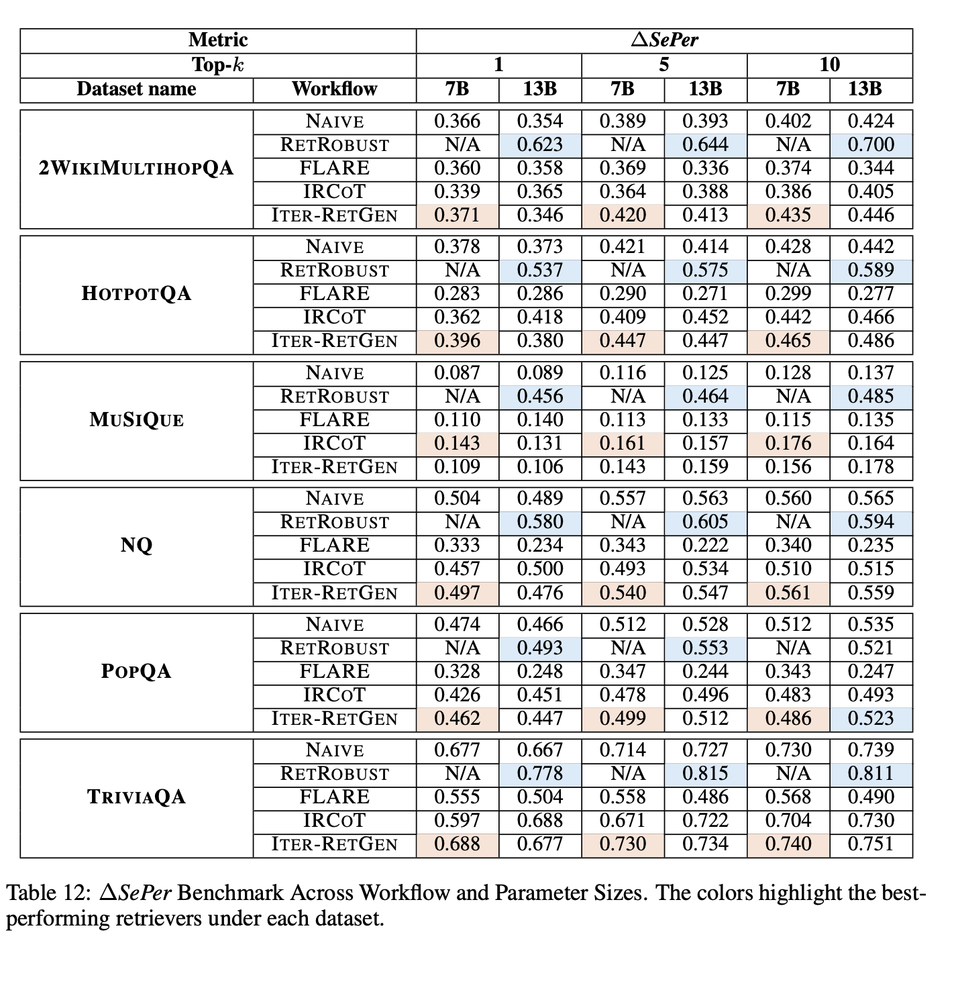 Metric △SePer
Top-k 1 5 10
Dataset name Workflow 7B 13B 7B 13B 7B 13B
2WIKIMULTIHOPQA
NAIVE 0.366 0.354 0.389 0.393 0.402 0.424
RETROBUST N/A 0.623 N/A 0.644 N/A 0.700
FLARE 0.360 0.358 0.369 0.336 0.374 0.344
IRCOT 0.339 0.365 0.364 0.388 0.386 0.405
ITER-RETGEN 0.371 0.346 0.420 0.413 0.435 0.446
HOTPOTQA
NAIVE 0.378 0.373 0.421 0.414 0.428 0.442
RETROBUST N/A 0.537 N/A 0.575 N/A 0.589
FLARE 0.283 0.286 0.290 0.271 0.299 0.277
IRCOT 0.362 0.418 0.409 0.452 0.442 0.466
ITER-RETGEN 0.396 0.380 0.447 0.447 0.465 0.486
MUSIQUE
NAIVE 0.087 0.089 0.116 0.125 0.128 0.137
RETROBUST N/A 0.456 N/A 0.464 N/A 0.485
FLARE 0.110 0.140 0.113 0.133 0.115 0.135
IRCOT 0.143 0.131 0.161 0.157 0.176 0.164
ITER-RETGEN 0.109 0.106 0.143 0.159 0.156 0.178
NQ
NAIVE 0.504 0.489 0.557 0.563 0.560 0.565
RETROBUST N/A 0.580 N/A 0.605 N/A 0.594
FLARE 0.333 0.234 0.343 0.222 0.340 0.235
IRCOT 0.457 0.500 0.493 0.534 0.510 0.515
ITER-RETGEN 0.497 0.476 0.540 0.547 0.561 0.559
POPQA
NAIVE 0.474 0.466 0.512 0.528 0.512 0.535
RETROBUST N/A 0.493 N/A 0.553 N/A 0.521
FLARE 0.328 0.248 0.347 0.244 0.343 0.247
IRCOT 0.426 0.451 0.478 0.496 0.483 0.493
ITER-RETGEN 0.462 0.447 0.499 0.512 0.486 0.523
TRIVIAQA
NAIVE 0.677 0.667 0.714 0.727 0.730 0.739
RETROBUST N/A 0.778 N/A 0.815 N/A 0.811
FLARE 0.555 0.504 0.558 0.486 0.568 0.490
IRCOT 0.597 0.688 0.671 0.722 0.704 0.730
ITER-RETGEN 0.688 0.677 0.730 0.734 0.740 0.751
Table 12: △SePer Benchmark Across Workflow and Parameter Sizes. The colors highlight the best-
performing retrievers under each dataset.